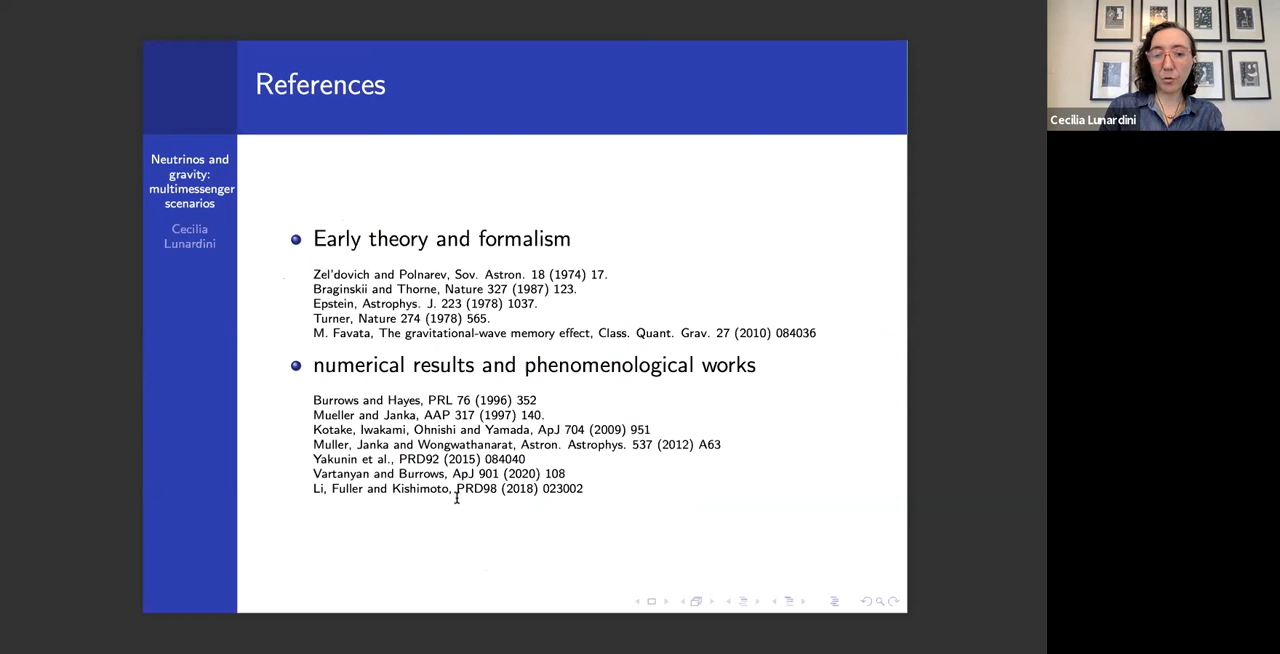 References
Neutrinos and
gravity:
multimessenger
scenarios
Cecilia
Lunardini
Early theory and formalism
Zel'dovich and Polnarev, Sov. Astron. 18 (1974) 17.
Braginskii and Thorne, Nature 327 (1987) 123.
Epstein, Astrophys. J. 223 (1978) 1037.
Turner, Nature 274 (1978) 565.
M. Favata, The gravitational-wave memory effect, Class. Quant. Grav. 27 (2010) 084036
numerical results and phenomenological works
Burrows and Hayes, PRL 76 (1996) 352
Mueller and Janka, AAP 317 (1997) 140.
Kotake, Iwakami, Ohnishi and Yamada, ApJ 704 (2009) 951
Muller, Janka and Wongwathanarat, Astron. Astrophys. 537 (2012) A63
Yakunin et al., PRD92 (2015) 084040
Vartanyan and Burrows, ApJ 901 (2020) 108
Li, Fuller and Kishimoto, PRD98 (2018) 023002
Cecilia Lunardini